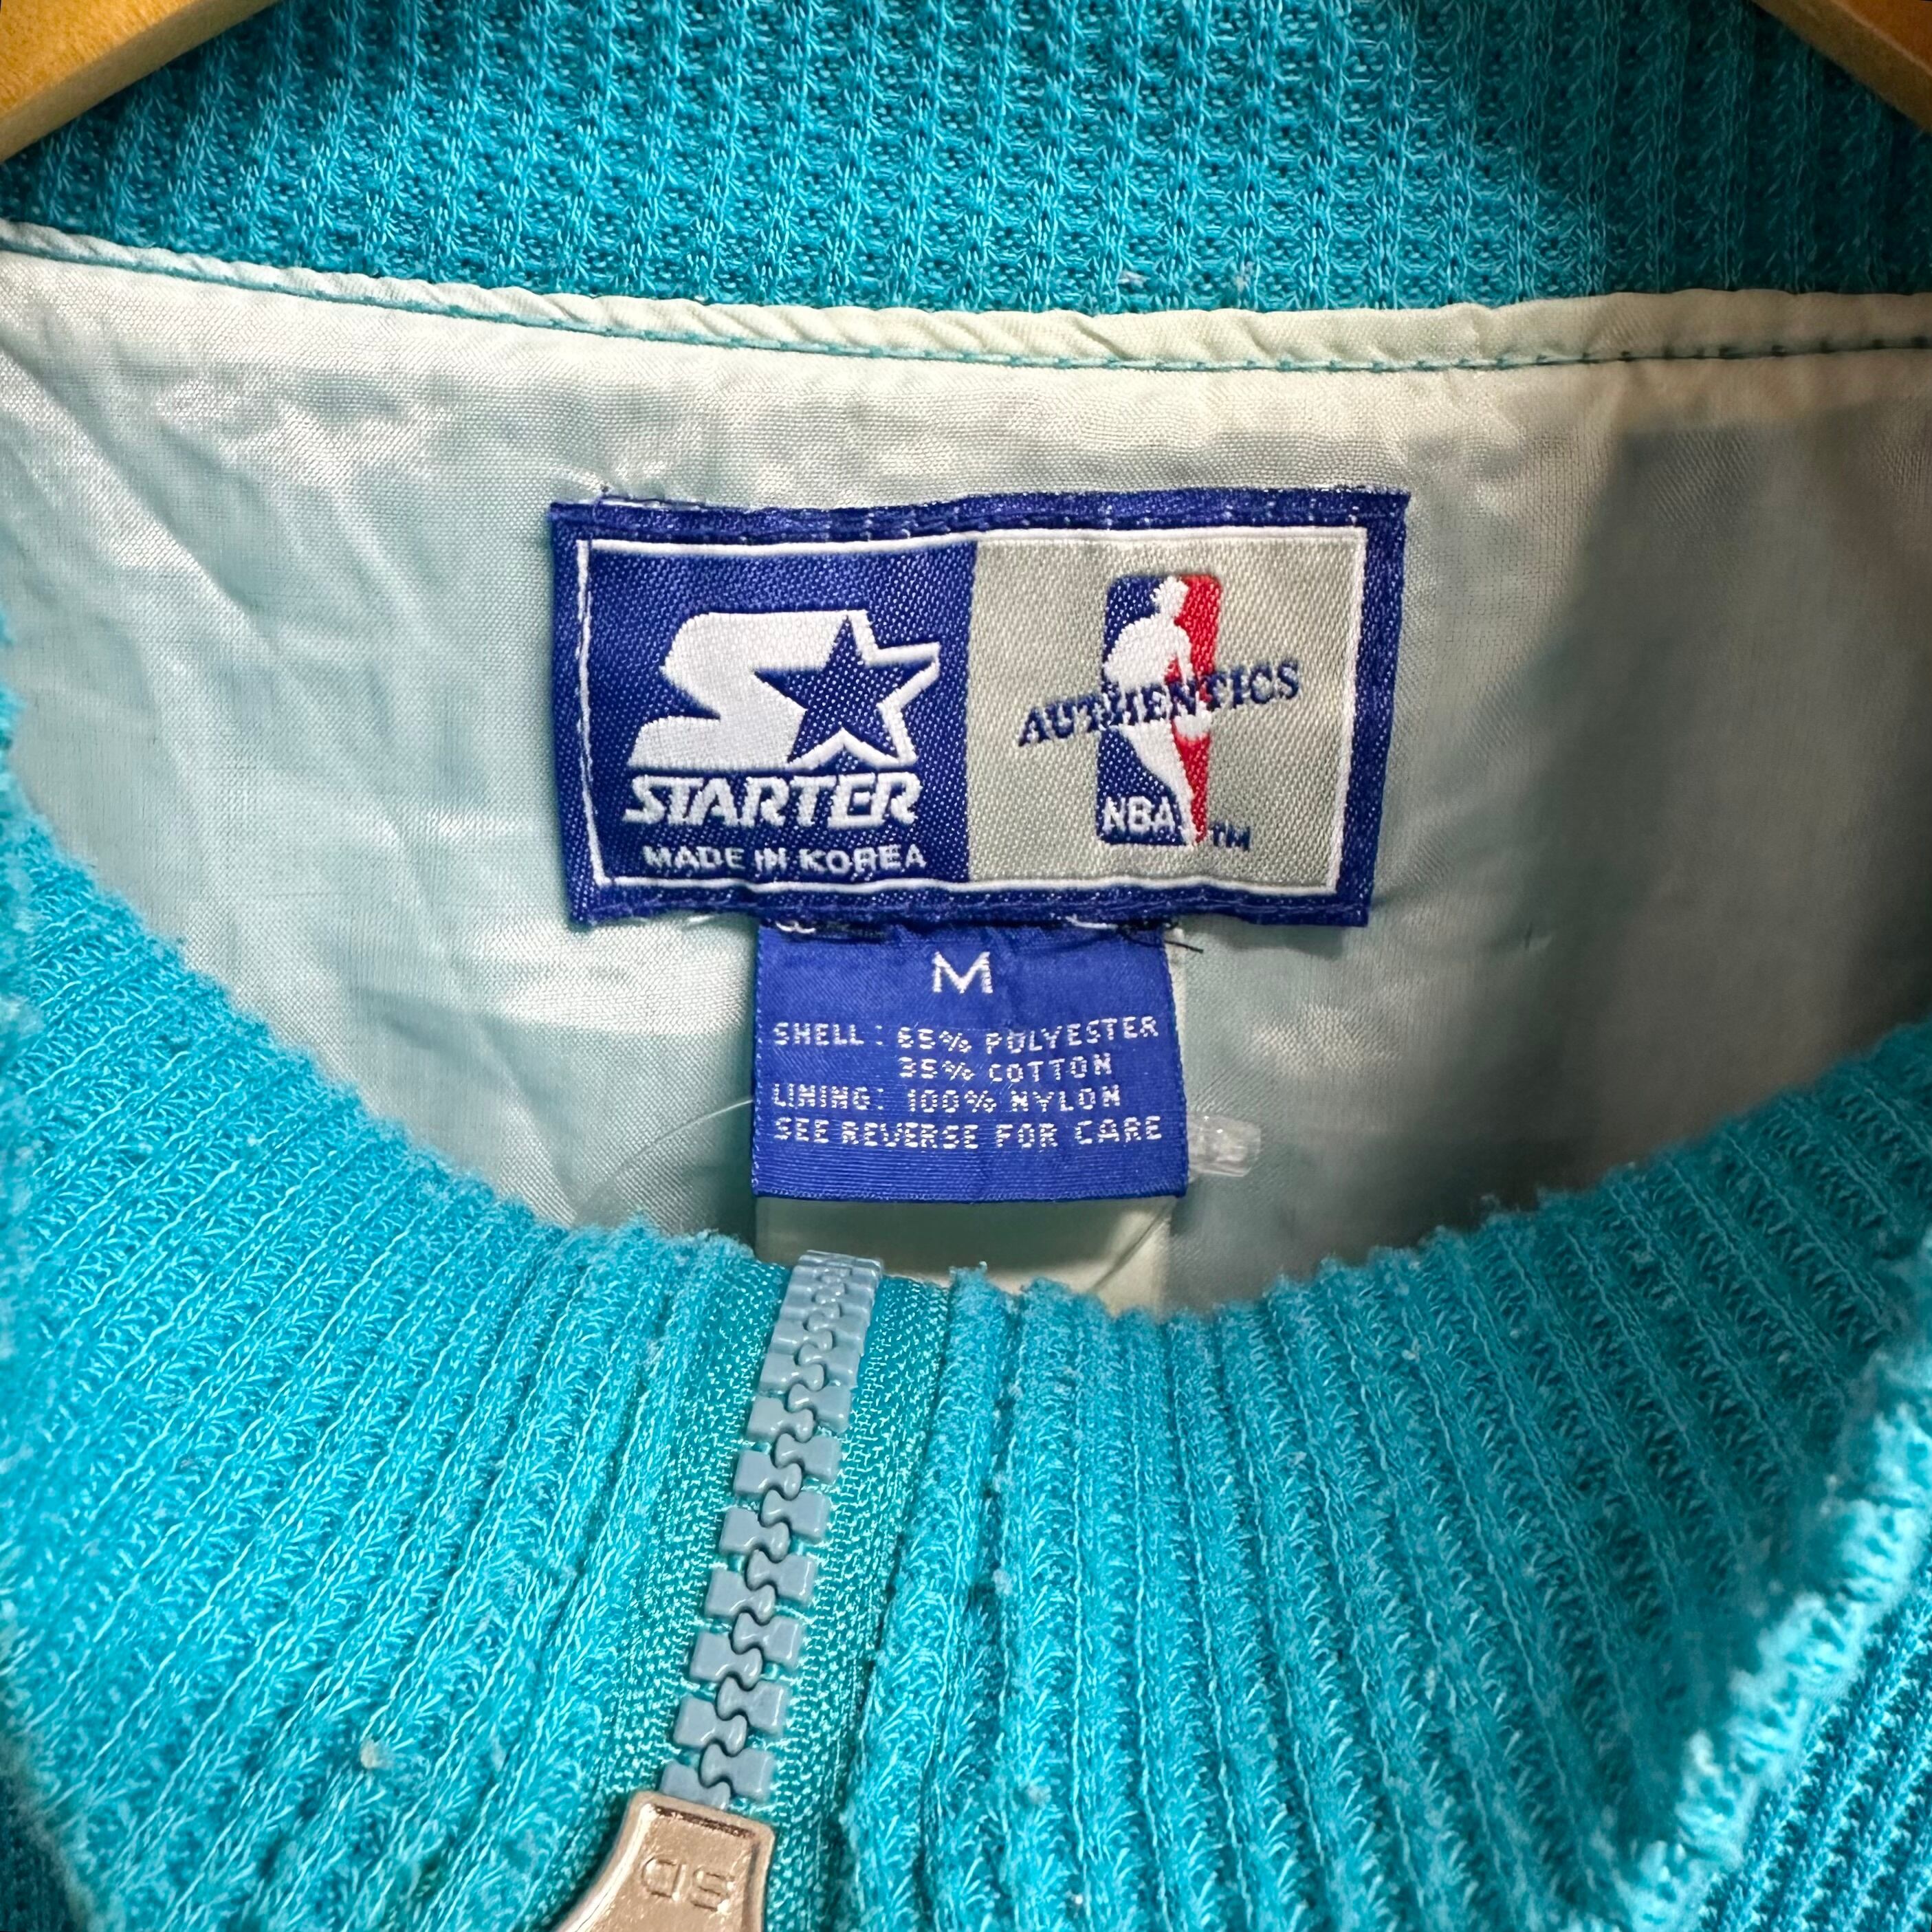 STARTER
MADE IN KOREA
AUTHENTICS
NBA TM
M
SHELL: 65% POLYESTER
35% COTTON
LINING: 100% NYLON
SEE REVERSE FOR CARE
SD